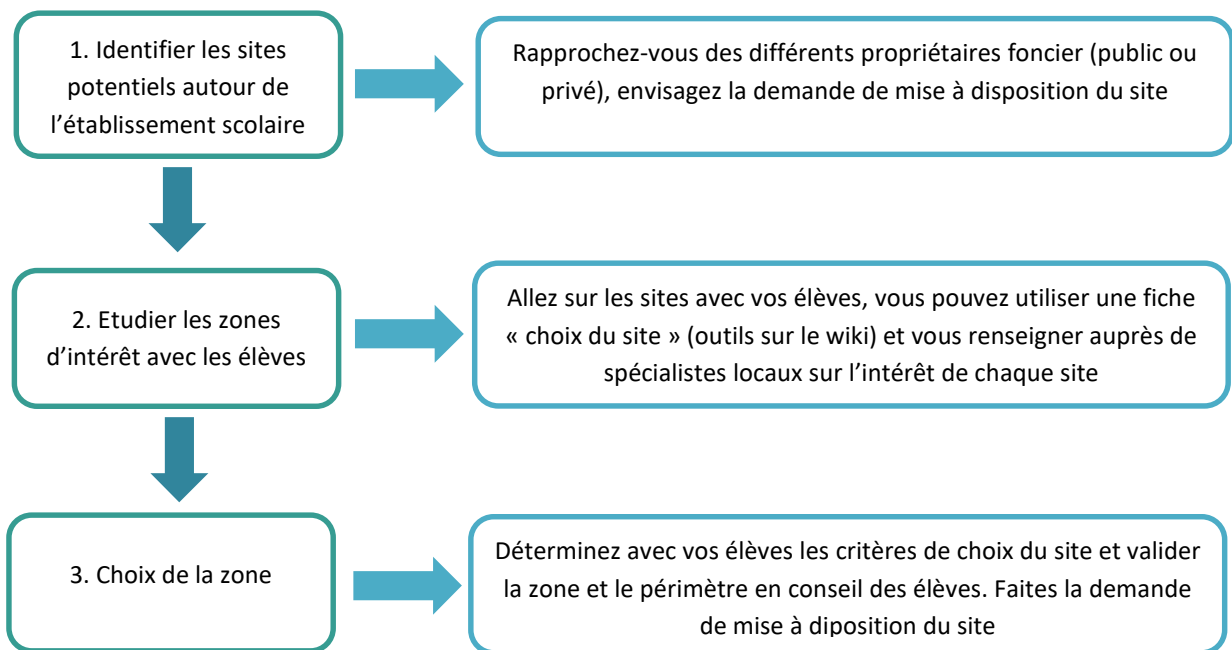 1. Identifier les sites
potentiels autour de
l’établissement scolaire
Rapprochez-vous des différents propriétaires foncier (public ou
privé), envisagez la demande de mise à disposition du site
2. Etudier les zones
d’intérêt avec les élèves
Allez sur les sites avec vos élèves, vous pouvez utiliser une fiche
« choix du site » (outils sur le wiki) et vous renseigner auprès de
spécialistes locaux sur l’intérêt de chaque site
3. Choix de la zone
Déterminez avec vos élèves les critères de choix du site et valider
la zone et le périmètre en conseil des élèves. Faites la demande
de mise à diposition du site